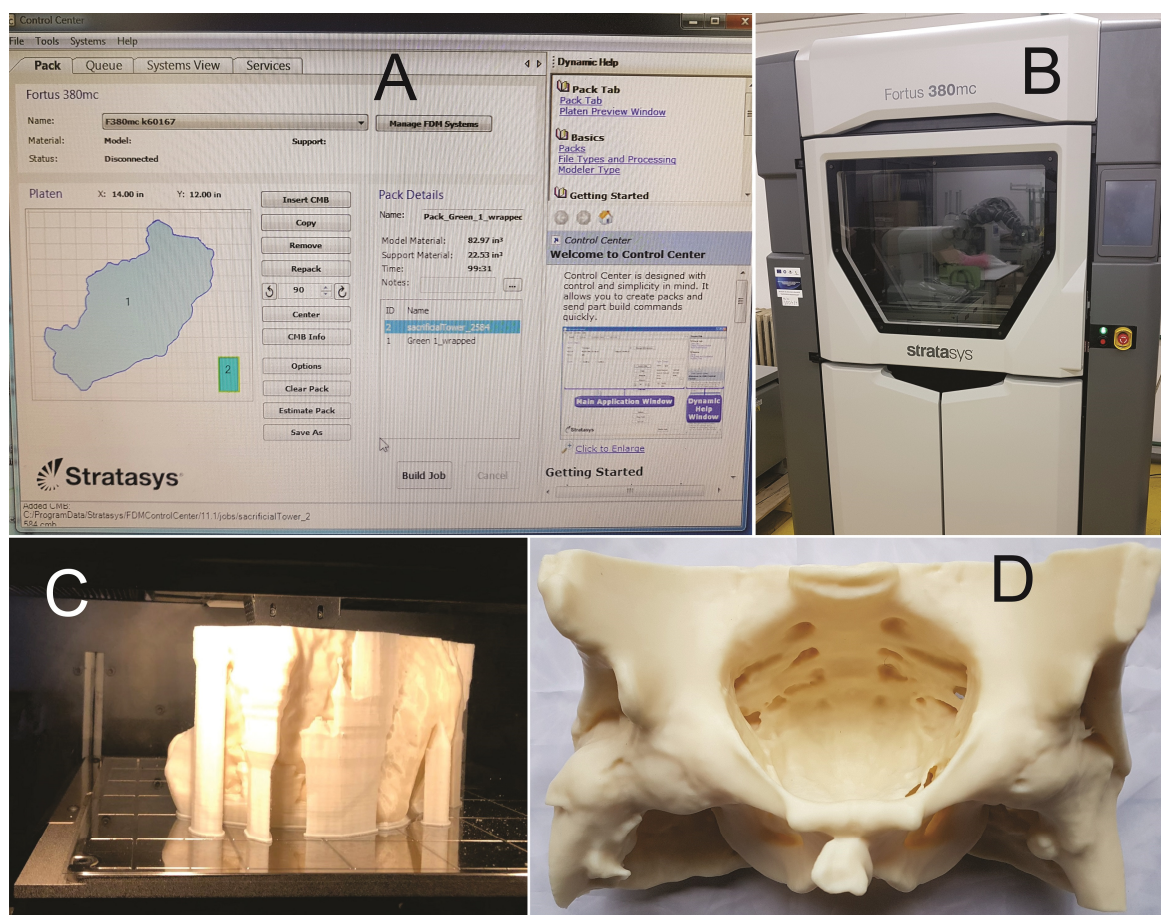 Control Center
File Tools Systems Help
A
Pack Queue Systems View Services
Fortus 380mc
Name: F380mc k60167 Manage FDM Systems
Material: Model: Support:
Status: Disconnected
Platen X: 14.00 in Y: 12.00 in
1
2
Insert CMB
Copy
Remove
Repack
90
Center
CMB Info
Options
Clear Pack
Estimate Pack
Save As
Pack Details
Name: Pack_Green_1_wrapped
Model Material: 82.97 in³
Support Material: 22.53 in³
Time: 99:31
Notes: ...
ID Name
2 sacrificialTower_2584
1 Green 1_wrapped
Build Job Cancel
Stratasys
Added CMB:
C:/ProgramData/Stratasys/FDMControlCenter/11.1/jobs/sacrificialTower_2
584.cmb
Dynamic Help
Pack Tab
Pack Tab
Platen Preview Window
Basics
Packs
File Types and Processing
Modeler Type
Getting Started
Control Center
Welcome to Control Center
Control Center is designed with
control and simplicity in mind. It
allows you to create packs and
send part build commands
quickly.
Main Application Window
Dynamic
Help
Window
Stratasys
Click to Enlarge
Getting Started
B
Fortus 380mc
stratasys
C
D